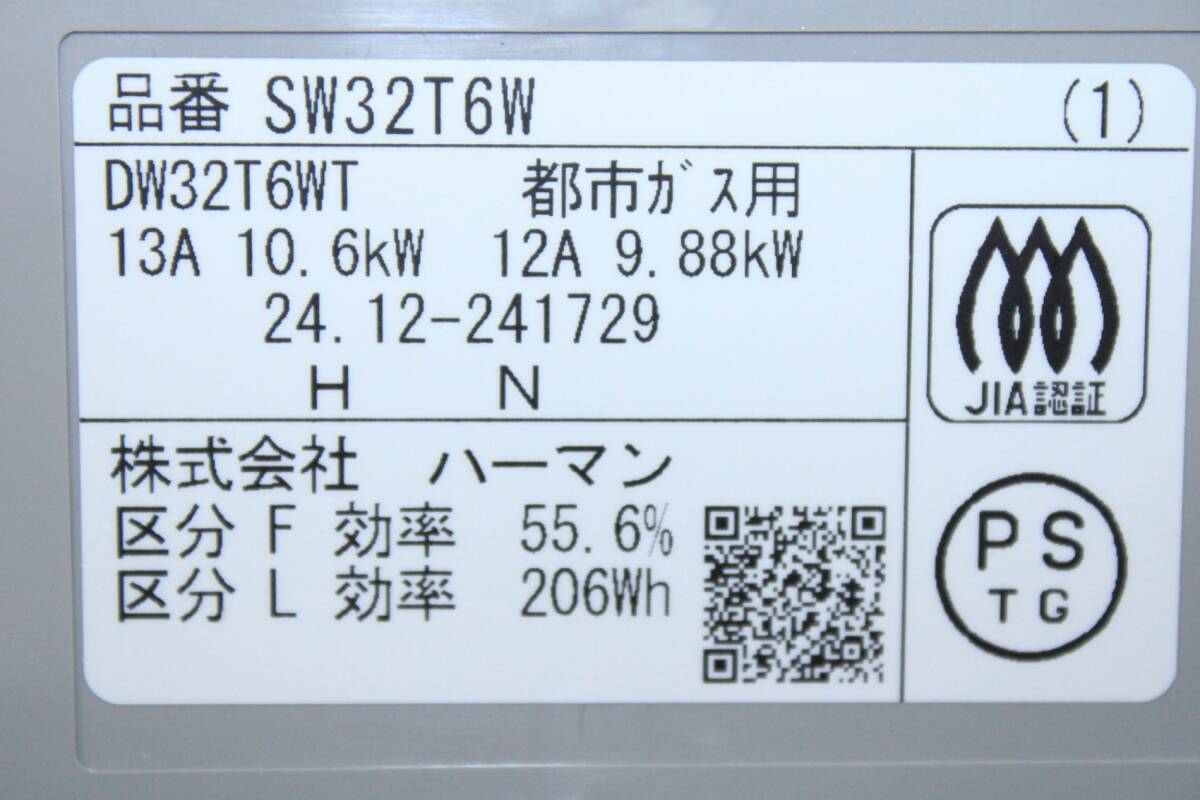 品番 SW32T6W (1)
DW32T6WT 都市ｶﾞｽ用
13A 10.6kW 12A 9.88kW
24.12-241729
H N
JIA認証
株式会社 ハーマン
区分 F 効率 55.6%
区分 L 効率 206Wh
PS
TG